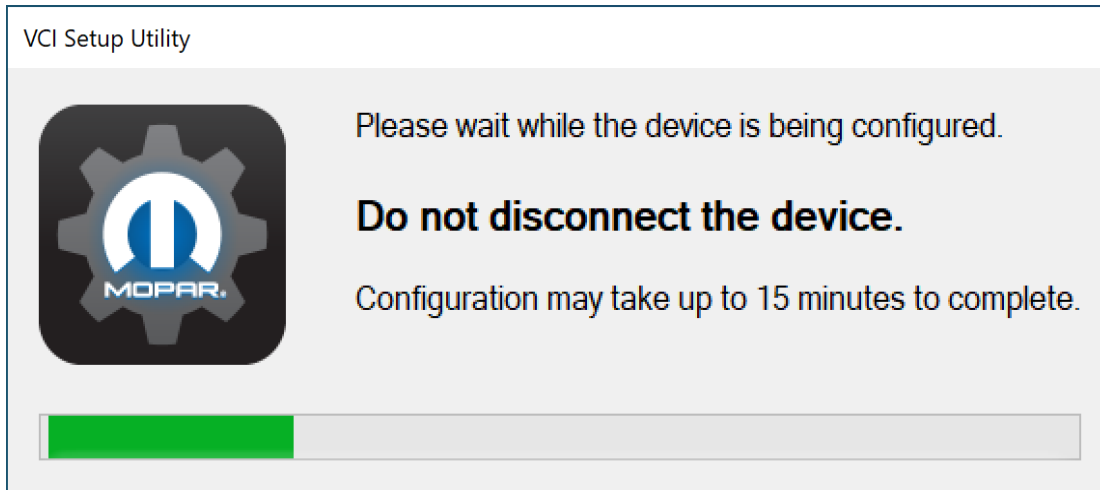 VCI Setup Utility
Please wait while the device is being configured.
Do not disconnect the device.
MOPAR.
Configuration may take up to 15 minutes to complete.